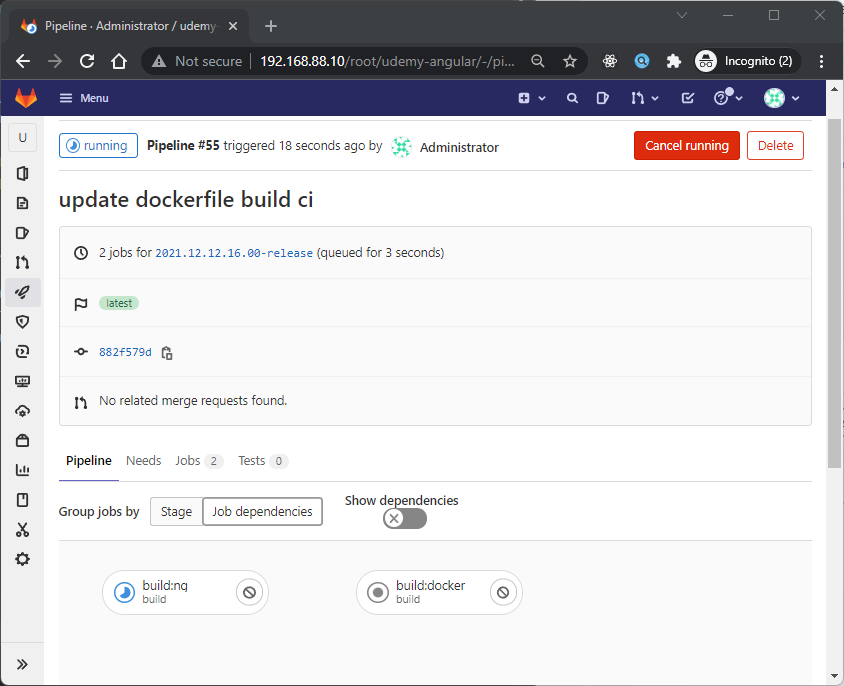 Pipeline · Administrator / udemy-
Not secure
192.168.88.10/root/udemy-angular/-/pi...
Incognito (2)
Menu
U
running
Pipeline #55 triggered 18 seconds ago by
Administrator
Cancel running
Delete
update dockerfile build ci
2 jobs for 2021.12.12.16.00-release (queued for 3 seconds)
latest
882f579d
No related merge requests found.
Pipeline
Needs
Jobs 2
Tests 0
Group jobs by
Stage
Job dependencies
Show dependencies
build:ng
build
build:docker
build